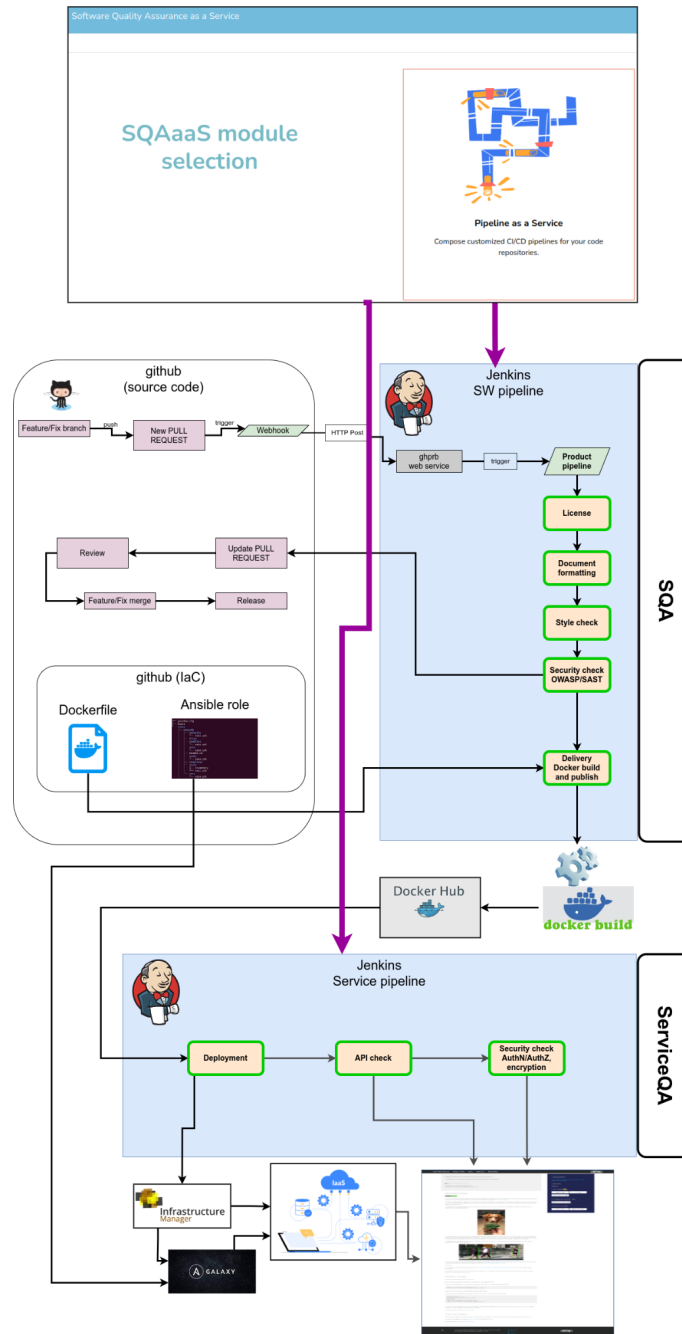 Software Quality Assurance as a Service
SQAaaS module
selection
Pipeline as a Service
Compose customized CI/CD pipelines for your code
repositories.
github
(source code)
Feature/Fix branch
push
New PULL
REQUEST
trigger
Webhook
HTTP Post
Jenkins
SW pipeline
ghprb
web service
trigger
Product
pipeline
License
Document
formatting
Style check
Security check
OWASP/SAST
Delivery
Docker build
and publish
SQA
Review
Update PULL
REQUEST
Feature/Fix merge
Release
github (IaC)
Dockerfile
Ansible role
Docker Hub
docker build
Jenkins
Service pipeline
Deployment
API check
Security check
AuthN/AuthZ,
encryption
ServiceQA
Infrastructure
Manager
IaaS
A GALAXY